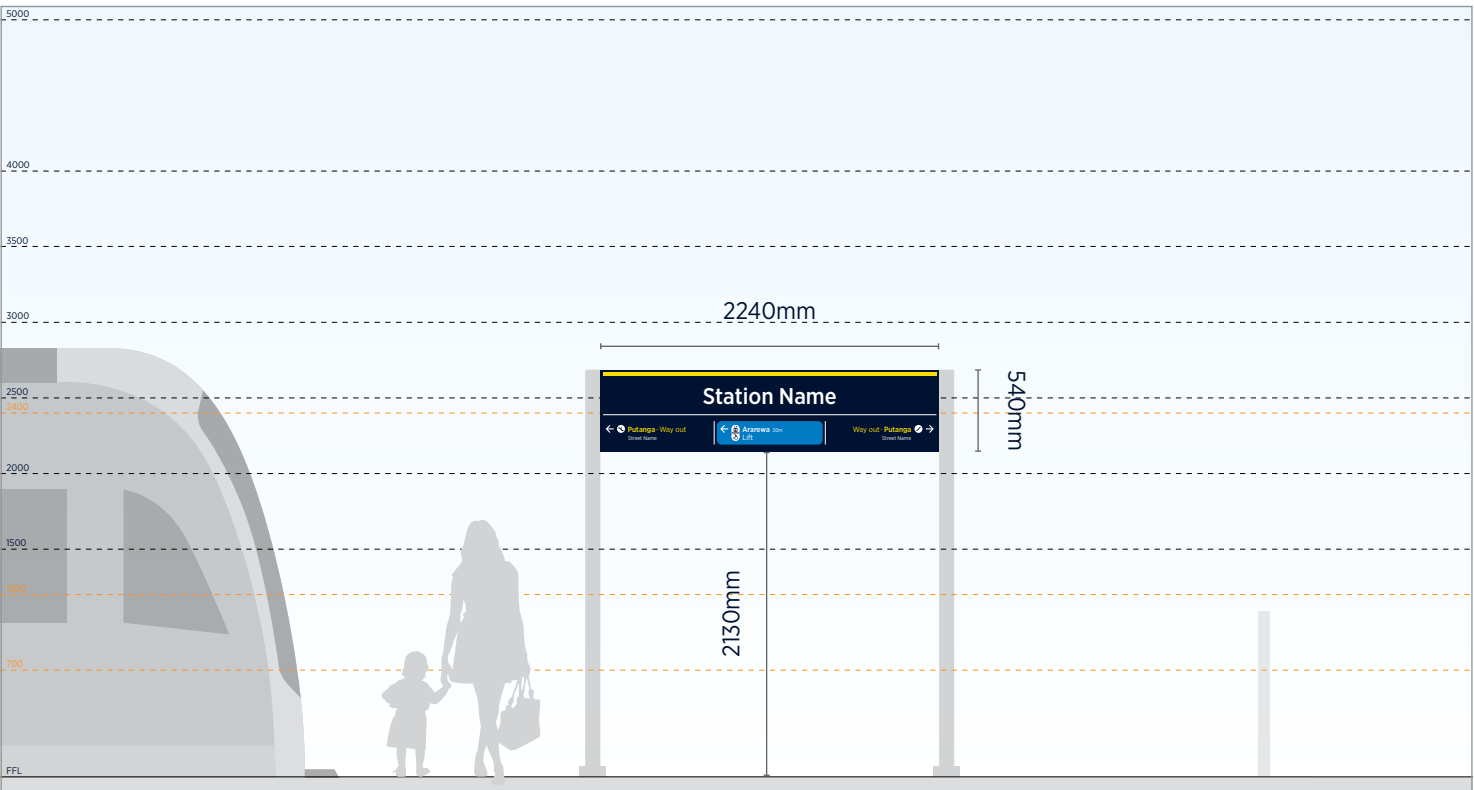 5000
4000
3500
3000
2240mm
2500
2400
540mm
Station Name
Putanga · Way out
Street Name
Ararewa 30m
Lift
Way out · Putanga
Street Name
2000
1500
2130mm
700
FFL